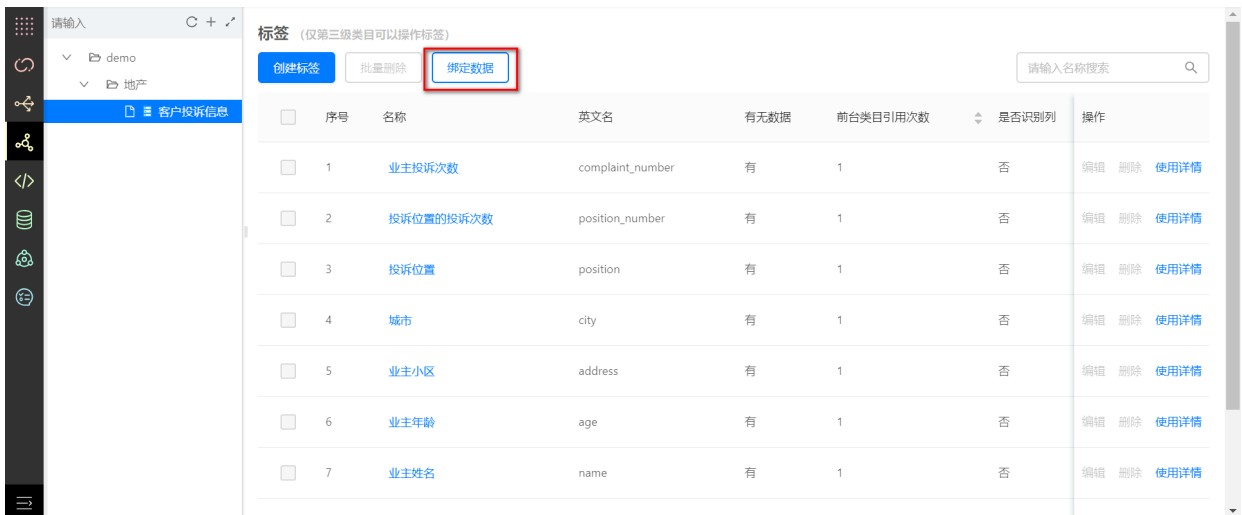 请输入
标签 (仅第三级类目可以操作标签)
demo
地产
客户投诉信息
创建标签 批量删除 绑定数据 请输入名称搜索
序号 名称 英文名 有无数据 前台类目引用次数 是否识别列 操作
1 业主投诉次数 complaint_number 有 1 否 编辑 删除 使用详情
2 投诉位置的投诉次数 position_number 有 1 否 编辑 删除 使用详情
3 投诉位置 position 有 1 否 编辑 删除 使用详情
4 城市 city 有 1 否 编辑 删除 使用详情
5 业主小区 address 有 1 否 编辑 删除 使用详情
6 业主年龄 age 有 1 否 编辑 删除 使用详情
7 业主姓名 name 有 1 否 编辑 删除 使用详情